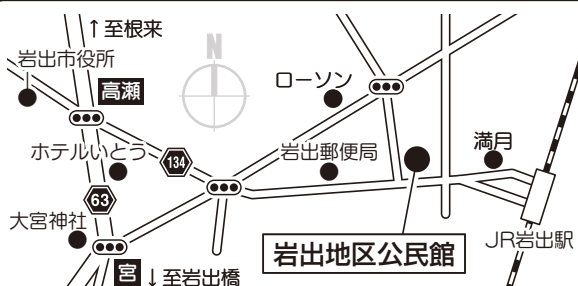 ↑至根来
岩出市役所
高瀬
N
ローソン
ホテルいとう
134
岩出郵便局
満月
63
大宮神社
岩出地区公民館
JR岩出駅
宮
↓至岩出橋